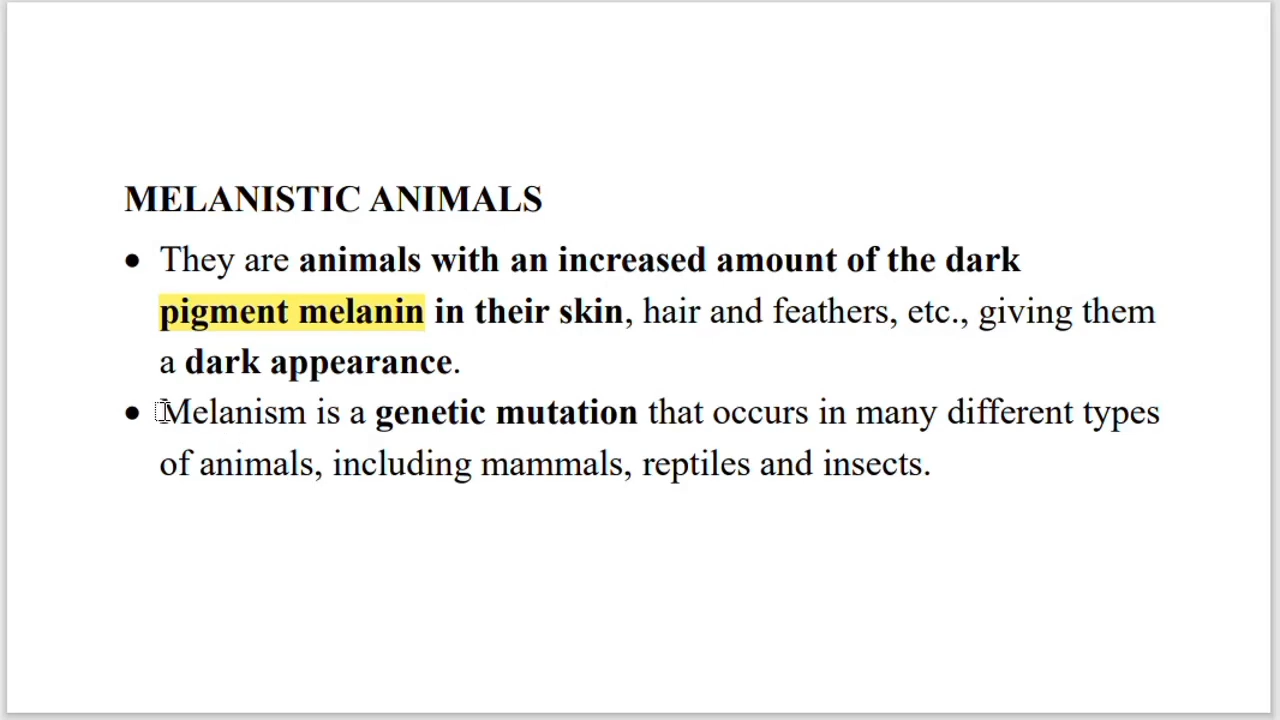 MELANISTIC ANIMALS
• They are animals with an increased amount of the dark
pigment melanin in their skin, hair and feathers, etc., giving them
a dark appearance.
• Melanism is a genetic mutation that occurs in many different types
of animals, including mammals, reptiles and insects.